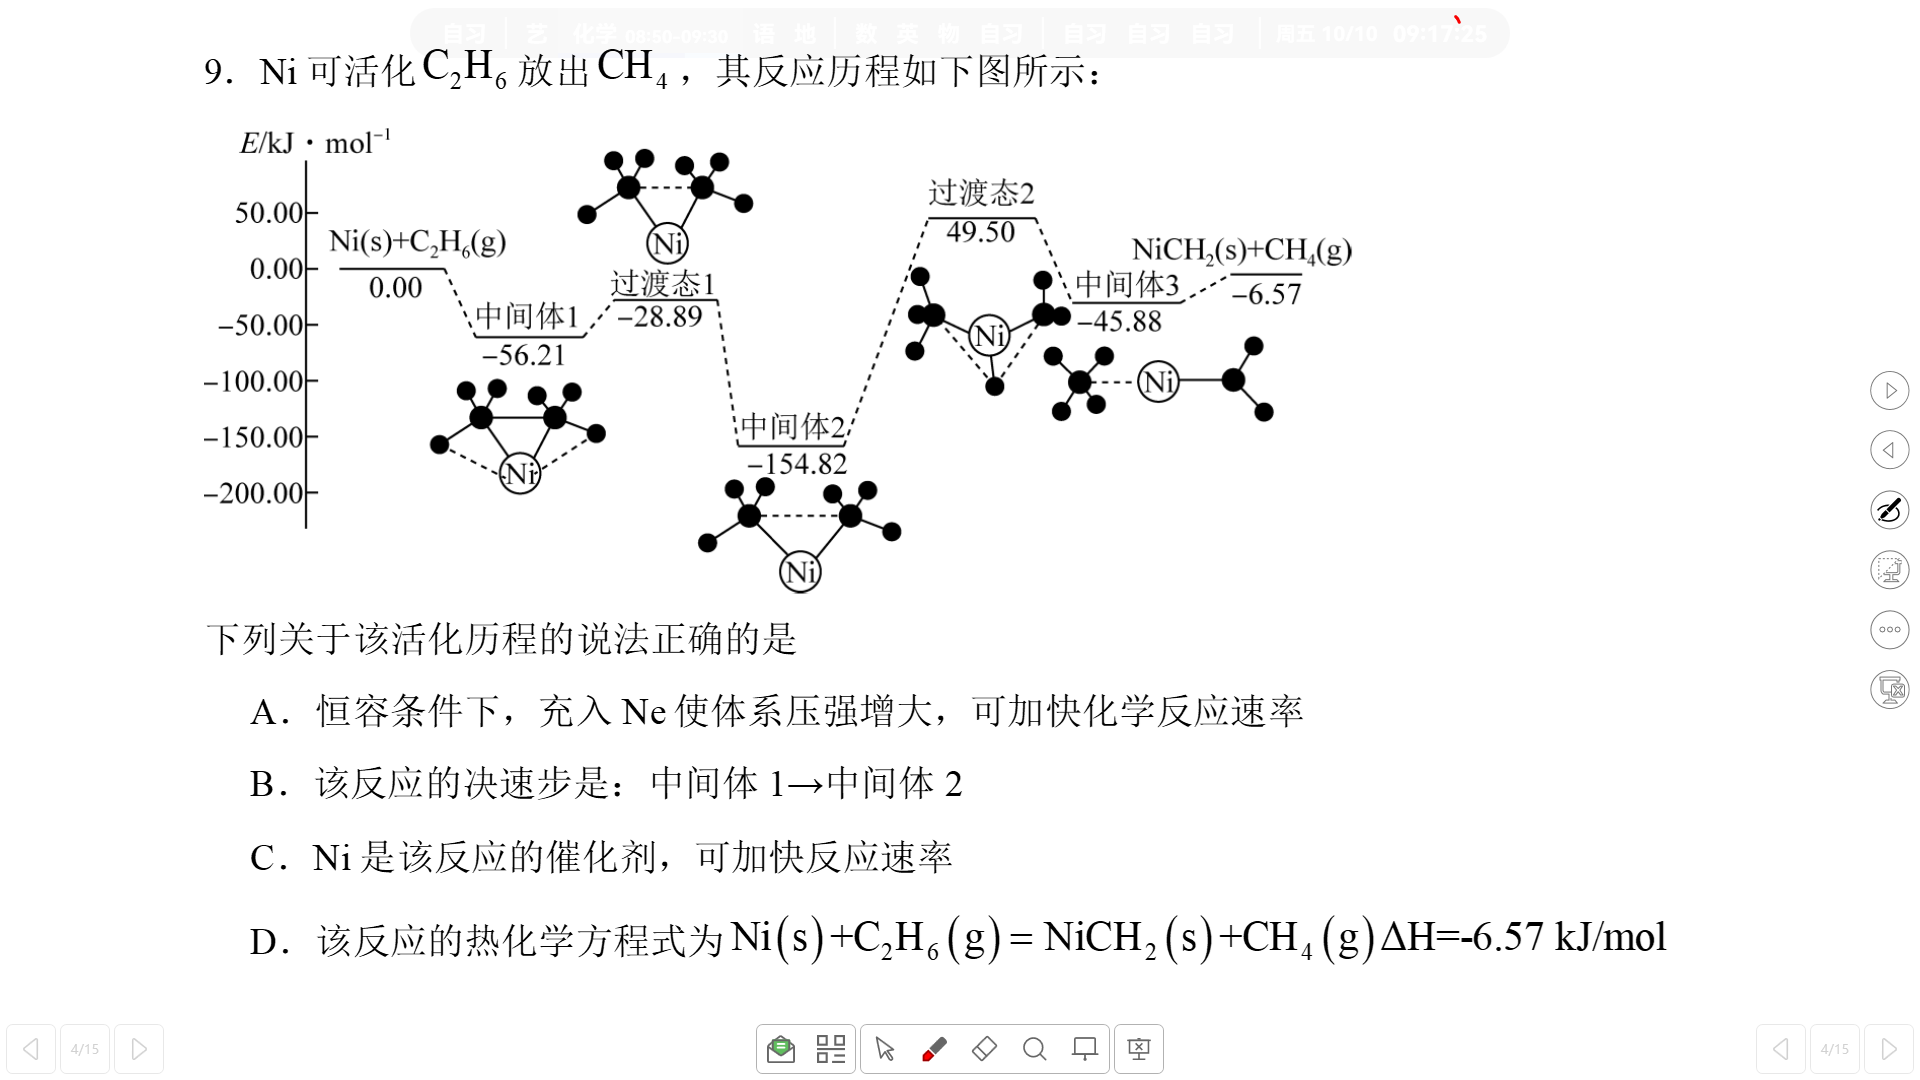 自习 艺 化学 08:50-09:30 语 地 数 英 物 自习 自习 自习 自习 周五 10/10 09:17:25
9．Ni 可活化 C₂H₆ 放出 CH₄ ，其反应历程如下图所示：
E/kJ・mol⁻¹
50.00
0.00
−50.00
−100.00
−150.00
−200.00
Ni(s)+C₂H₆(g)
0.00
中间体1
−56.21
Ni
Ni
过渡态1
−28.89
中间体2
−154.82
Ni
过渡态2
49.50
Ni
中间体3
−45.88
Ni
NiCH₂(s)+CH₄(g)
−6.57
下列关于该活化历程的说法正确的是
A．恒容条件下，充入 Ne 使体系压强增大，可加快化学反应速率
B．该反应的决速步是：中间体 1→中间体 2
C．Ni 是该反应的催化剂，可加快反应速率
D．该反应的热化学方程式为 Ni(s)+C₂H₆(g)= NiCH₂(s)+CH₄(g)ΔH=-6.57 kJ/mol
4/15
4/15